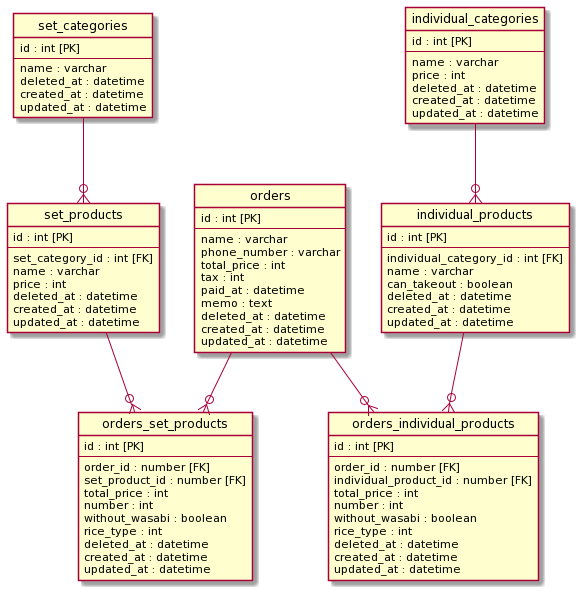 set_categories
id : int [PK]
name : varchar
deleted_at : datetime
created_at : datetime
updated_at : datetime
individual_categories
id : int [PK]
name : varchar
price : int
deleted_at : datetime
created_at : datetime
updated_at : datetime
set_products
id : int [PK]
set_category_id : int [FK]
name : varchar
price : int
deleted_at : datetime
created_at : datetime
updated_at : datetime
orders
id : int [PK]
name : varchar
phone_number : varchar
total_price : int
tax : int
paid_at : datetime
memo : text
deleted_at : datetime
created_at : datetime
updated_at : datetime
individual_products
id : int [PK]
individual_category_id : int [FK]
name : varchar
can_takeout : boolean
deleted_at : datetime
created_at : datetime
updated_at : datetime
orders_set_products
id : int [PK]
order_id : number [FK]
set_product_id : number [FK]
total_price : int
number : int
without_wasabi : boolean
rice_type : int
deleted_at : datetime
created_at : datetime
updated_at : datetime
orders_individual_products
id : int [PK]
order_id : number [FK]
individual_product_id : number [FK]
total_price : int
number : int
without_wasabi : boolean
rice_type : int
deleted_at : datetime
created_at : datetime
updated_at : datetime